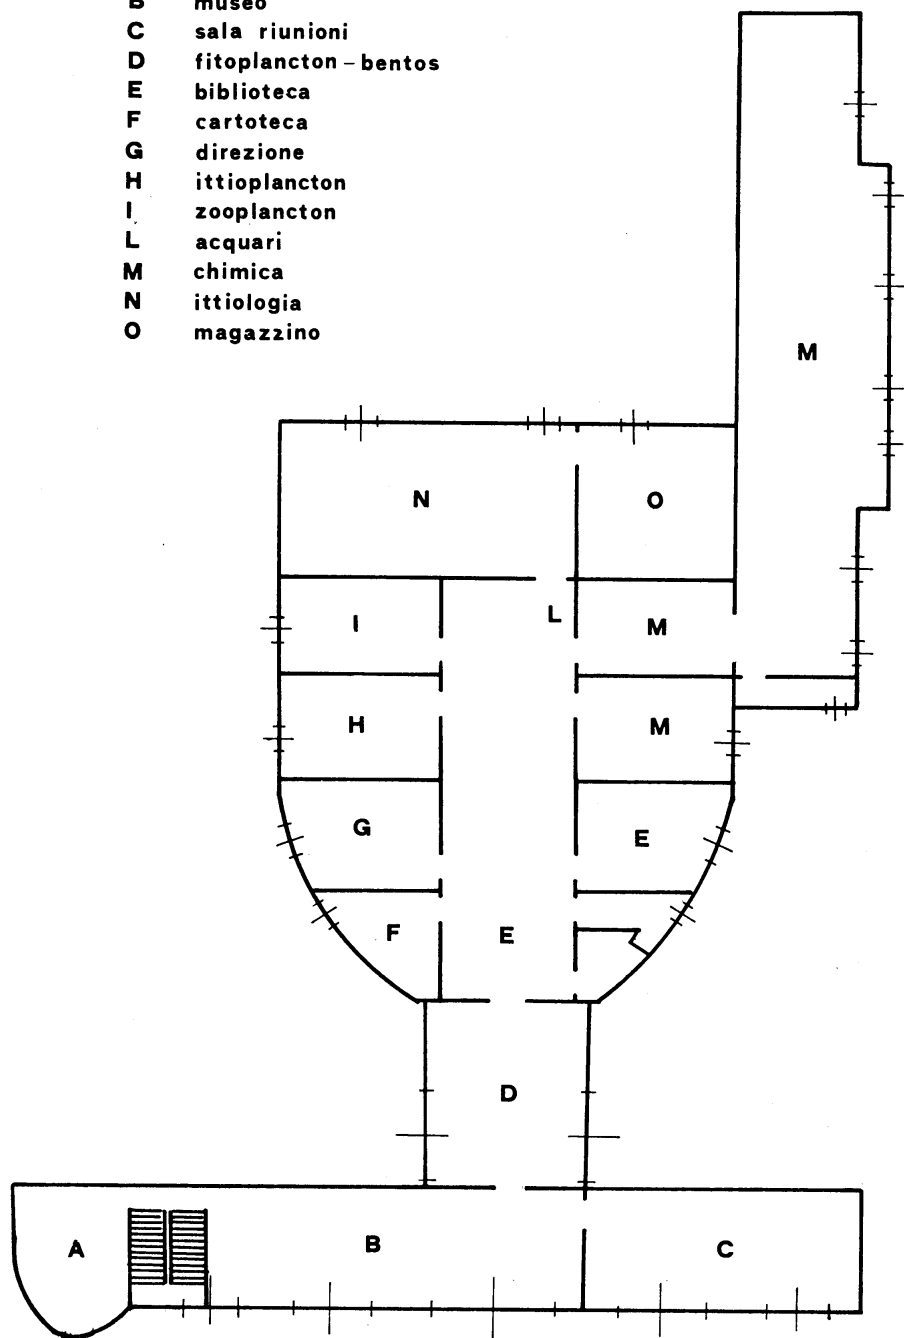 B museo
C sala riunioni
D fitoplancton - bentos
E biblioteca
F cartoteca
G direzione
H ittioplancton
I zooplancton
L acquari
M chimica
N ittiologia
O magazzino
M
N O
I L M
H M
G E
F E
D
A B C